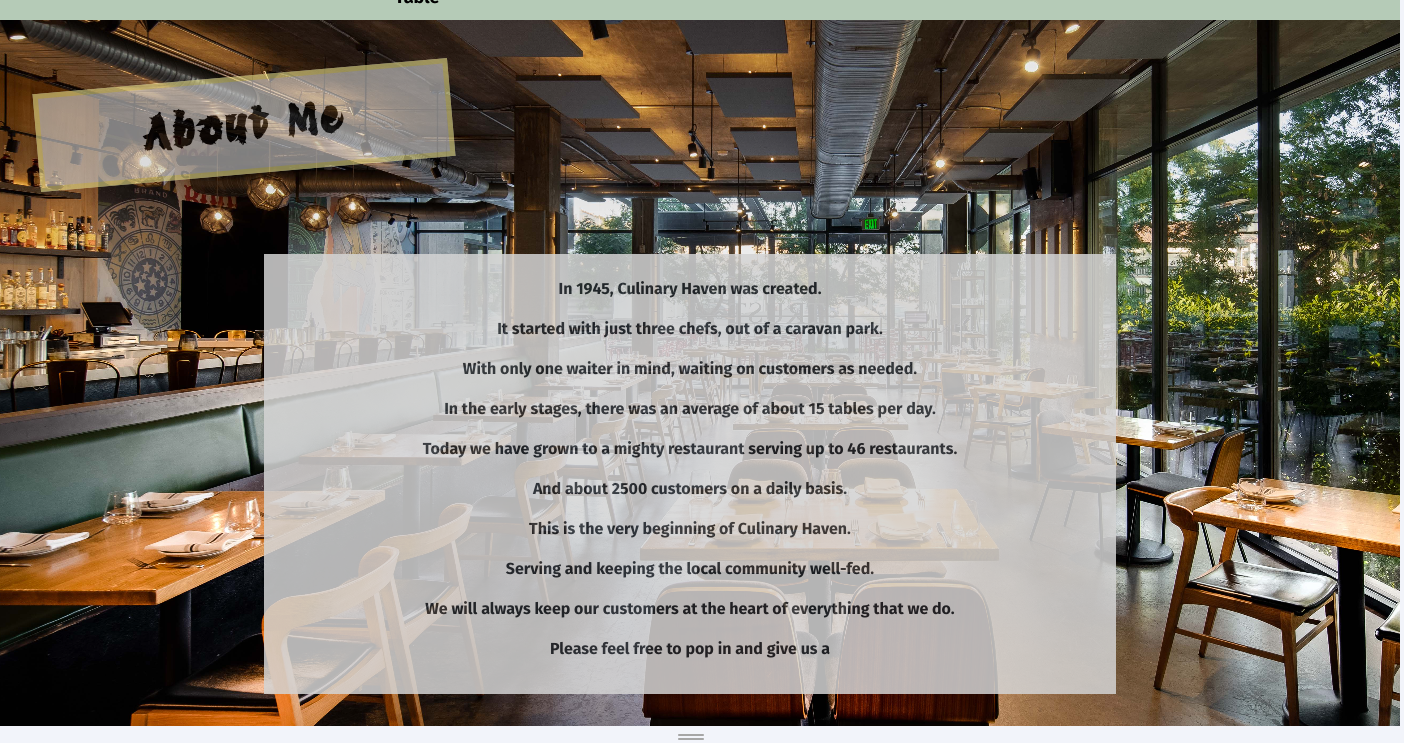 Table
About Me
EXIT
In 1945, Culinary Haven was created.
It started with just three chefs, out of a caravan park.
With only one waiter in mind, waiting on customers as needed.
In the early stages, there was an average of about 15 tables per day.
Today we have grown to a mighty restaurant serving up to 46 restaurants.
And about 2500 customers on a daily basis.
This is the very beginning of Culinary Haven.
Serving and keeping the local community well-fed.
We will always keep our customers at the heart of everything that we do.
Please feel free to pop in and give us a